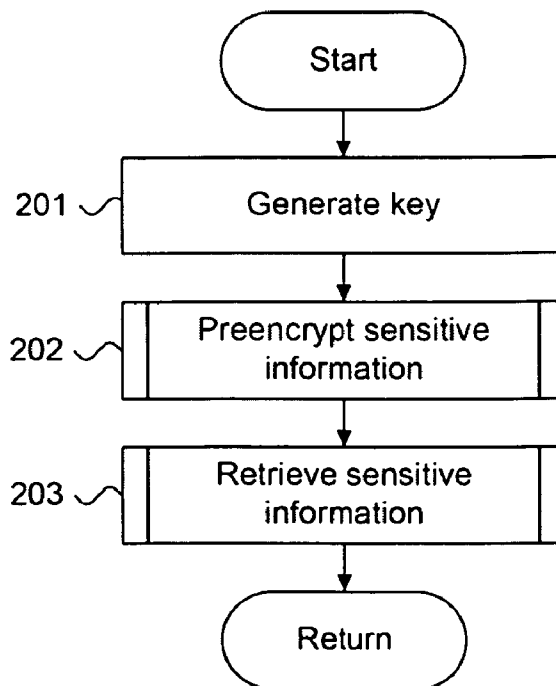 Start
201 Generate key
202 Preencrypt sensitive
information
203 Retrieve sensitive
information
Return